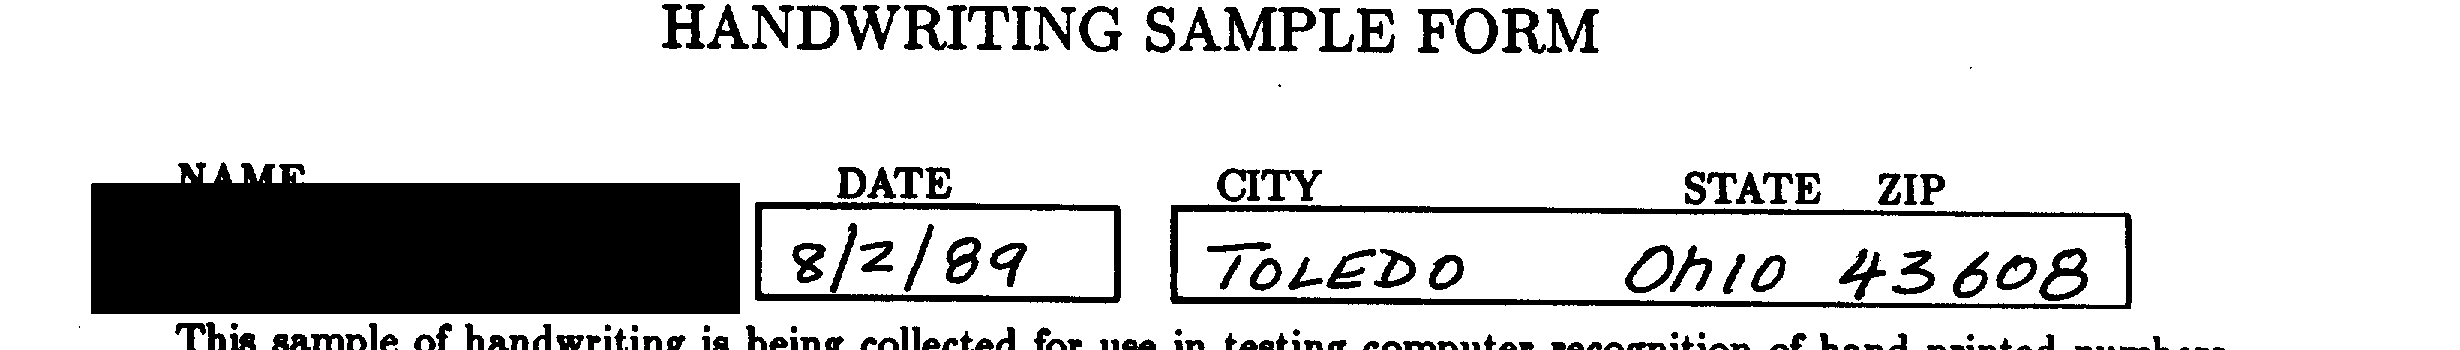 HANDWRITING SAMPLE FORM
NAME DATE CITY STATE ZIP
8/2/89 TOLEDO Ohio 43608
This sample of handwriting is being collected for use in testing computer recognition of hand printed numbers